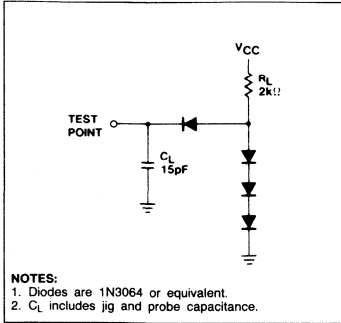 VCC
RL
2kΩ
TEST
POINT
CL
15pF
NOTES:
1. Diodes are 1N3064 or equivalent.
2. CL includes jig and probe capacitance.